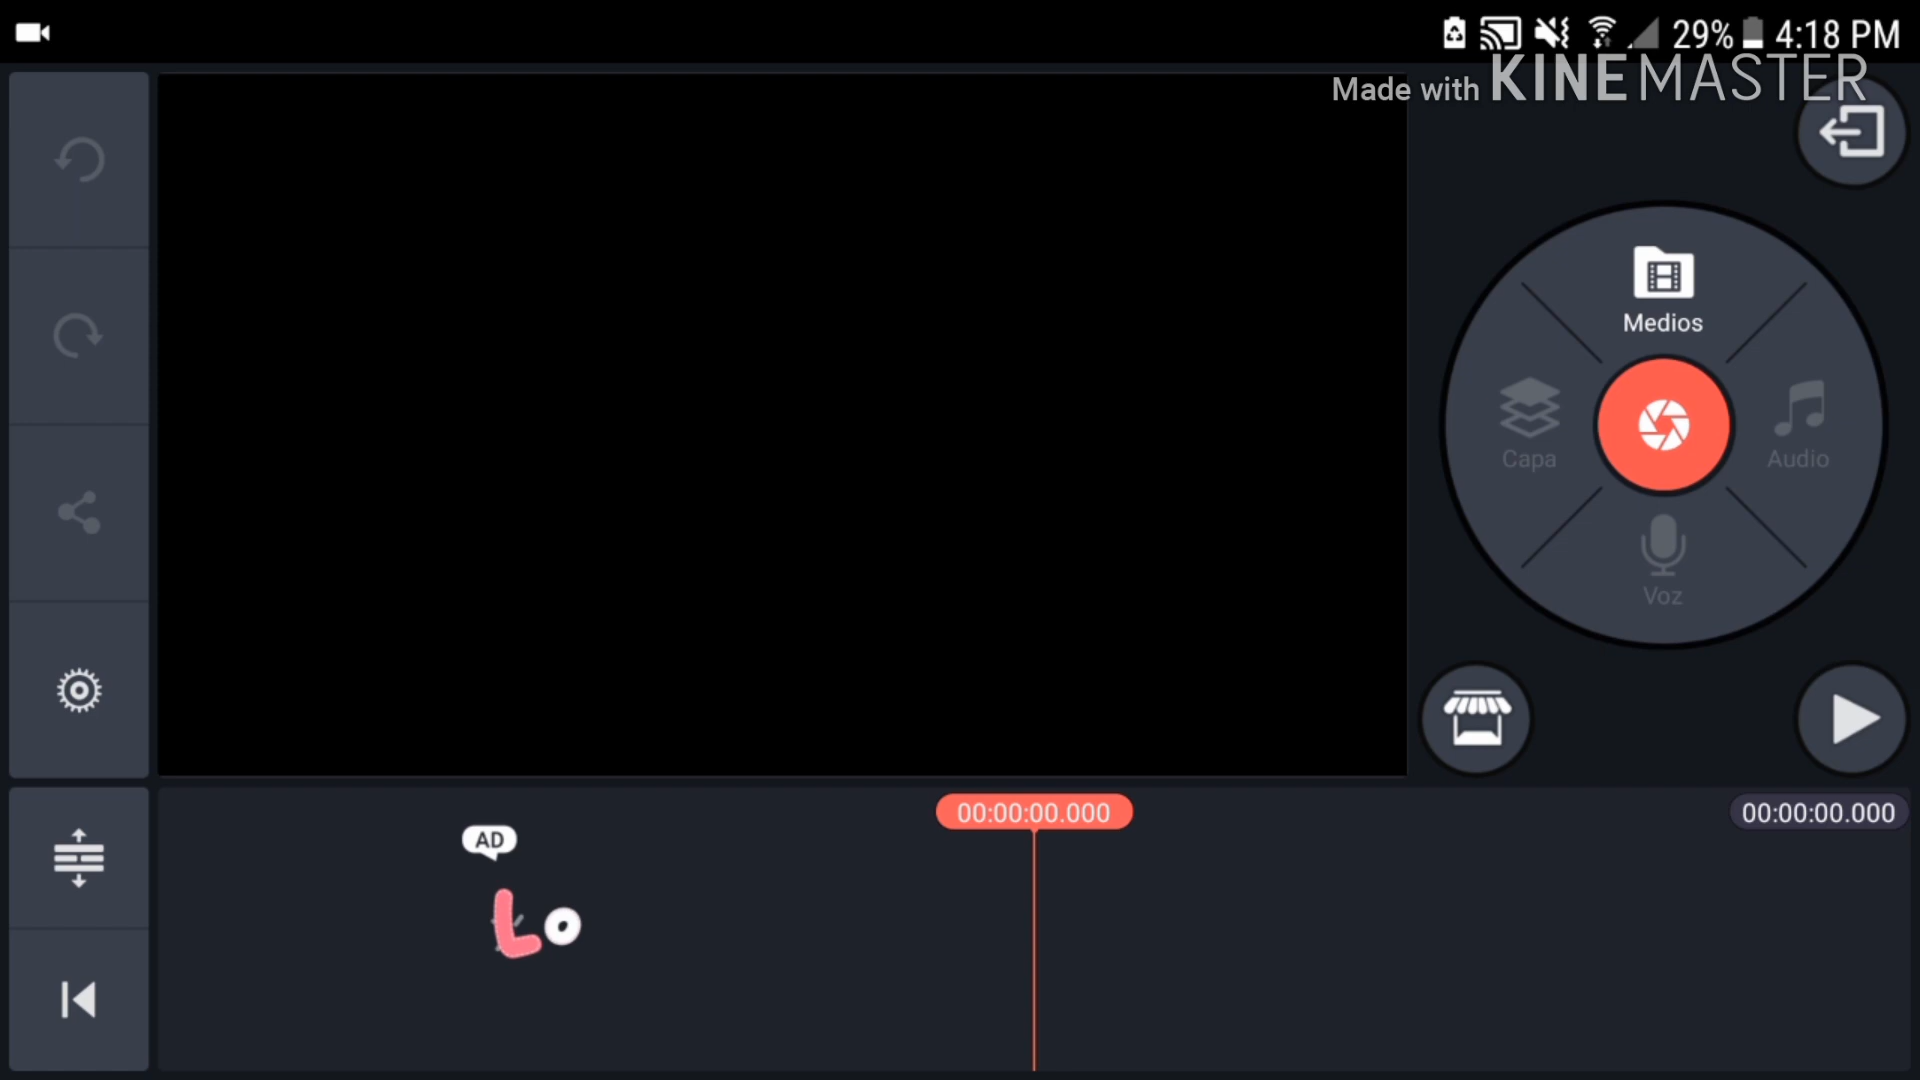 29% 4:18 PM
Made with KINEMASTER
Medios
Capa
Audio
Voz
00:00:00.000
00:00:00.000
AD
Lo